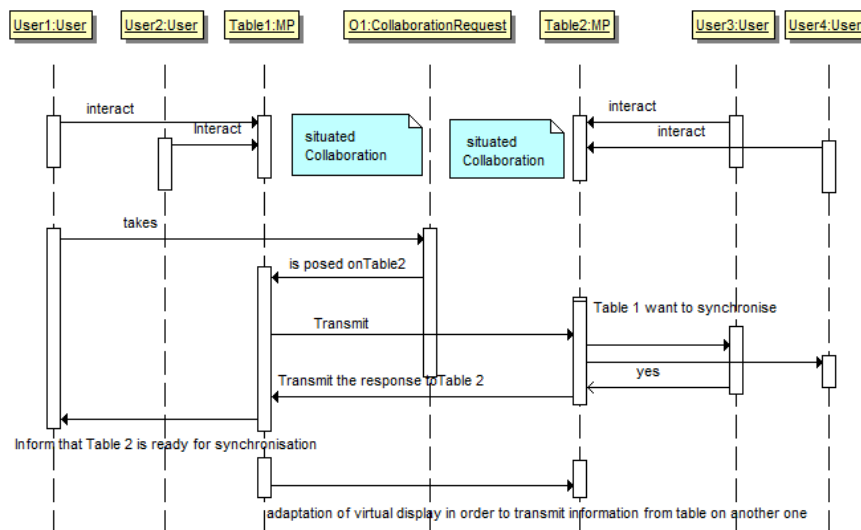 User1:User
User2:User
Table1:MP
O1:CollaborationRequest
Table2:MP
User3:User
User4:User
interact
Interact
situated
Collaboration
situated
Collaboration
interact
interact
takes
is posed onTable2
Transmit
Table 1 want to synchronise
yes
Transmit the response toTable 2
Inform that Table 2 is ready for synchronisation
adaptation of virtual display in order to transmit information from table on another one